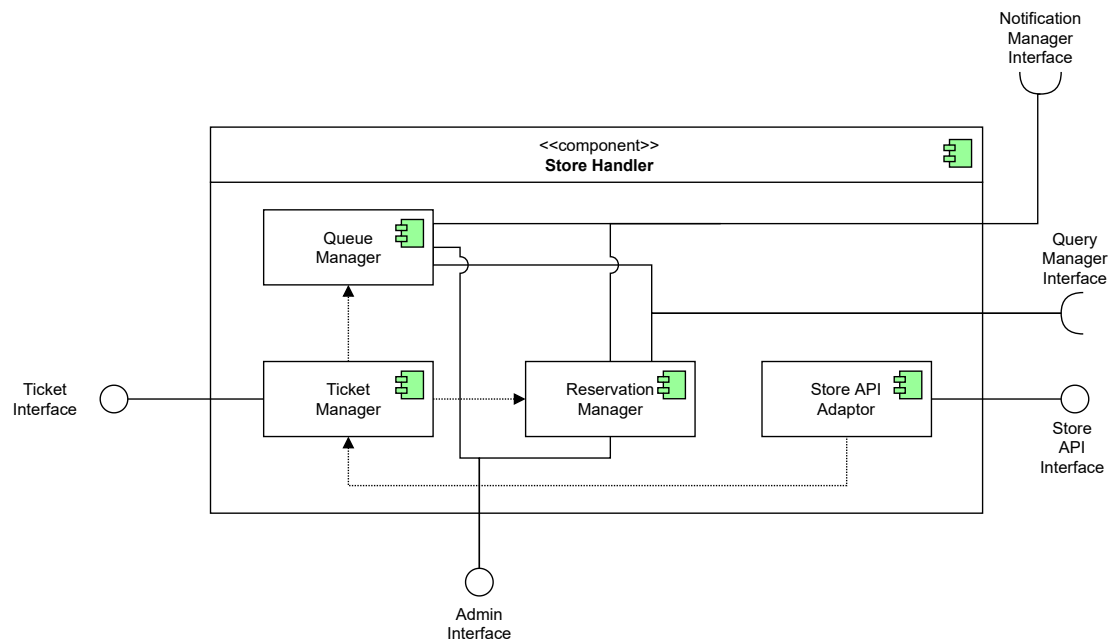 Notification
Manager
Interface
<<component>>
Store Handler
Queue
Manager
Query
Manager
Interface
Ticket
Interface
Ticket
Manager
Reservation
Manager
Store API
Adaptor
Store
API
Interface
Admin
Interface